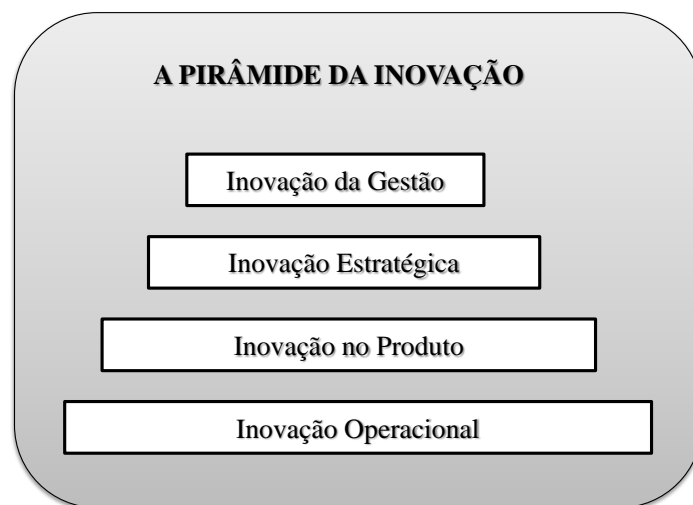 A PIRÂMIDE DA INOVAÇÃO
Inovação da Gestão
Inovação Estratégica
Inovação no Produto
Inovação Operacional